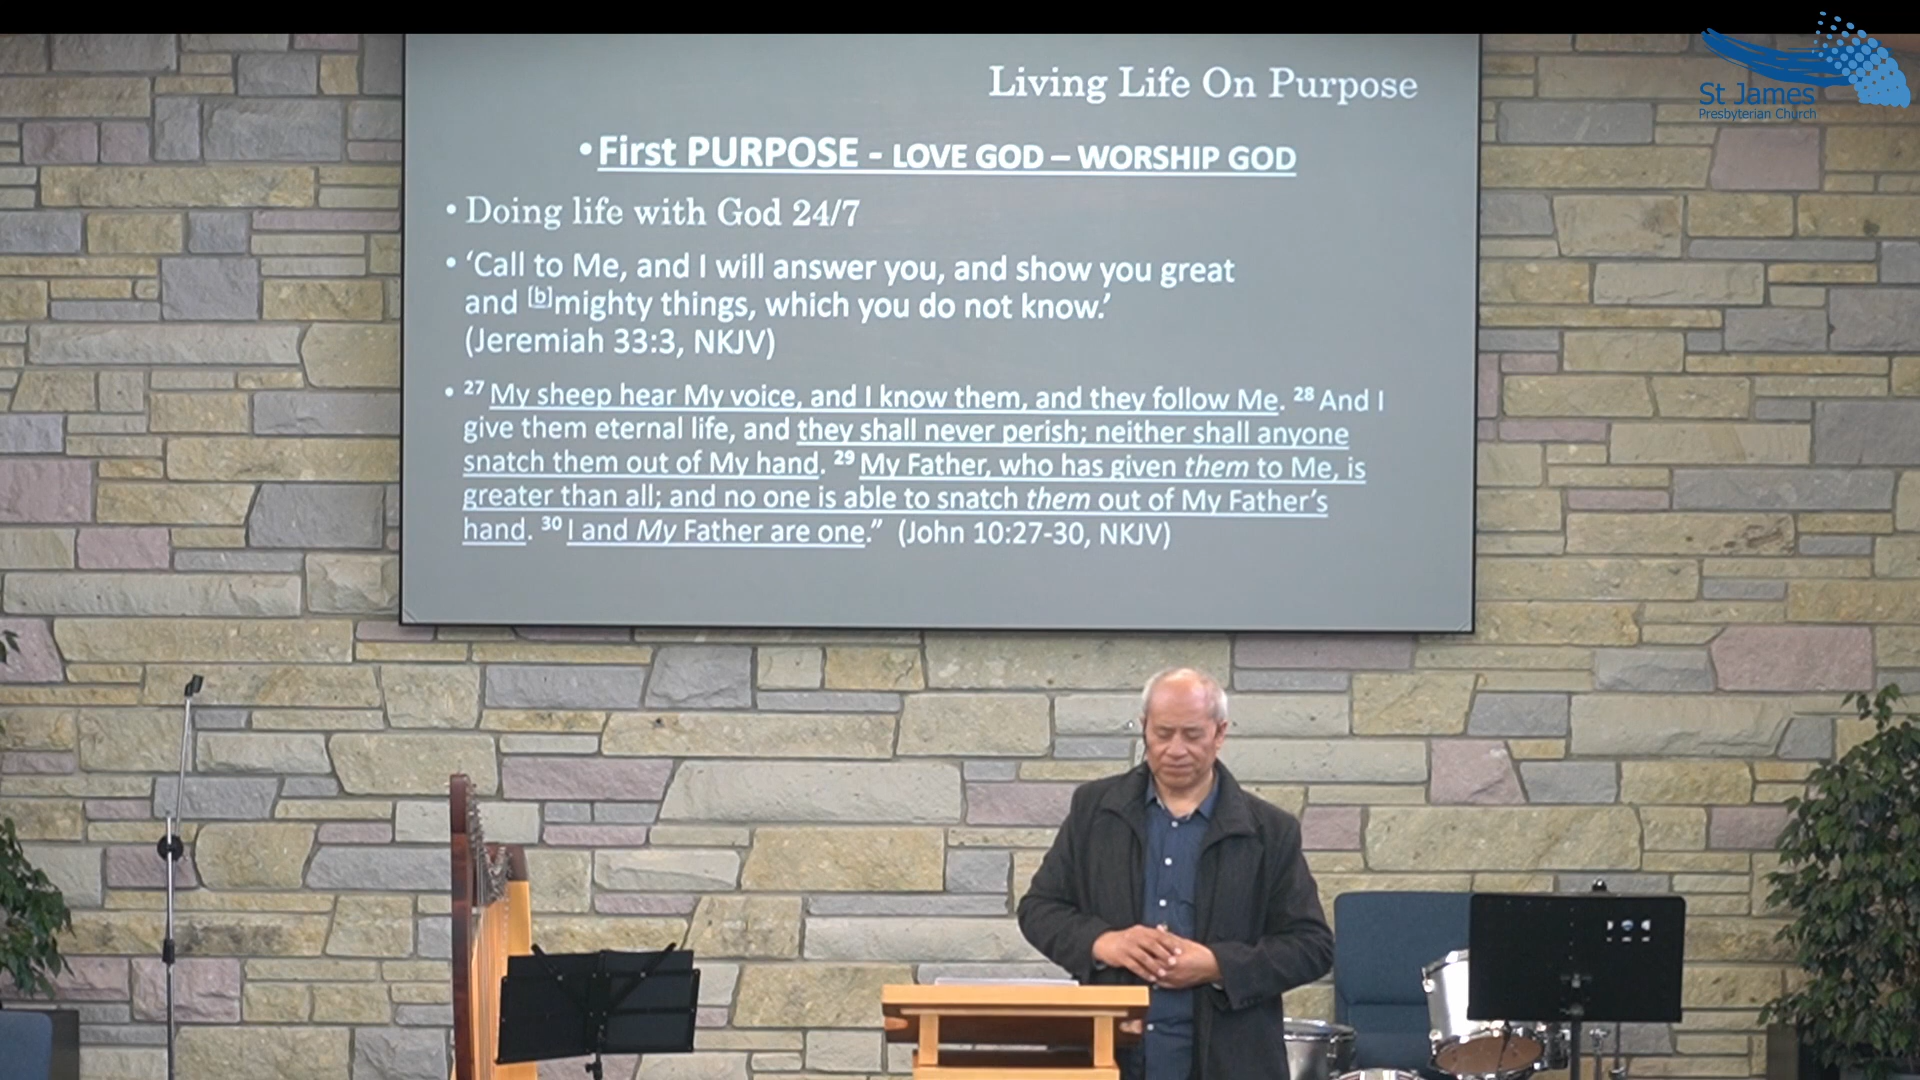 Living Life On Purpose
St James
Presbyterian Church
•First PURPOSE - LOVE GOD – WORSHIP GOD
• Doing life with God 24/7
• ‘Call to Me, and I will answer you, and show you great
and [b]mighty things, which you do not know.’
(Jeremiah 33:3, NKJV)
• 27 My sheep hear My voice, and I know them, and they follow Me. 28 And I
give them eternal life, and they shall never perish; neither shall anyone
snatch them out of My hand. 29 My Father, who has given them to Me, is
greater than all; and no one is able to snatch them out of My Father’s
hand. 30 I and My Father are one.” (John 10:27-30, NKJV)